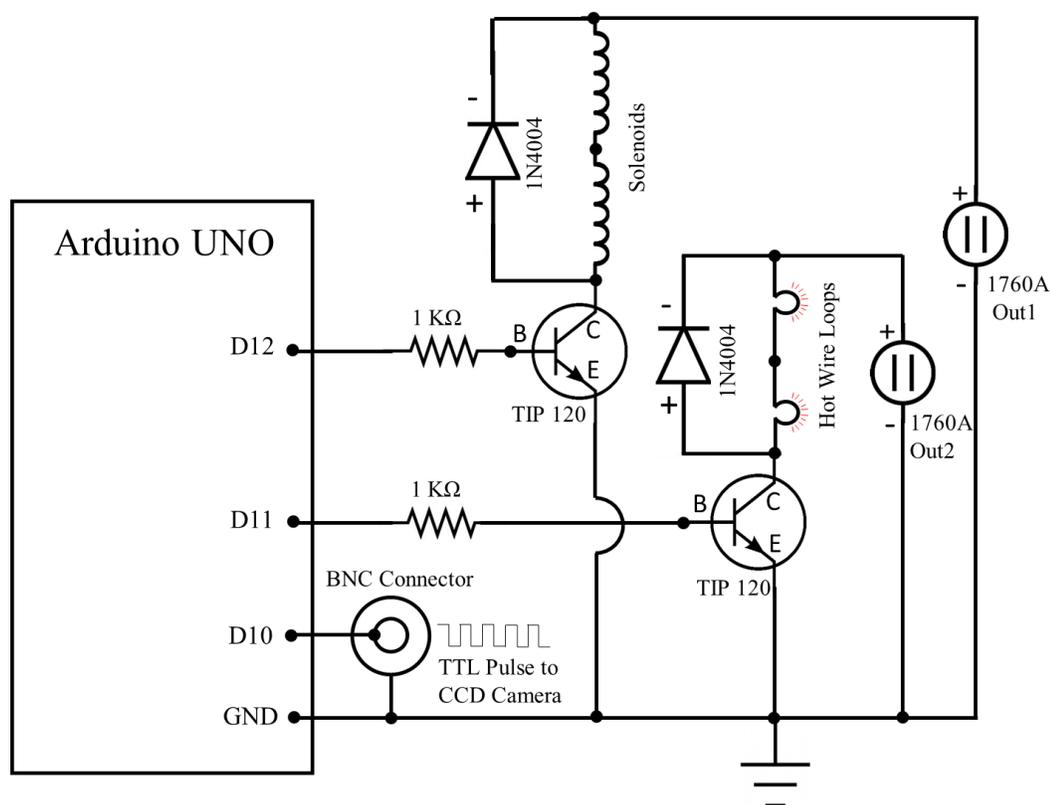 -
1N4004
+
Solenoids
+
-
1760A
Out1
Arduino UNO
D12
1 KΩ
B
C
E
TIP 120
-
1N4004
+
Hot Wire Loops
+
-
1760A
Out2
D11
1 KΩ
B
C
E
TIP 120
BNC Connector
D10
TTL Pulse to
CCD Camera
GND